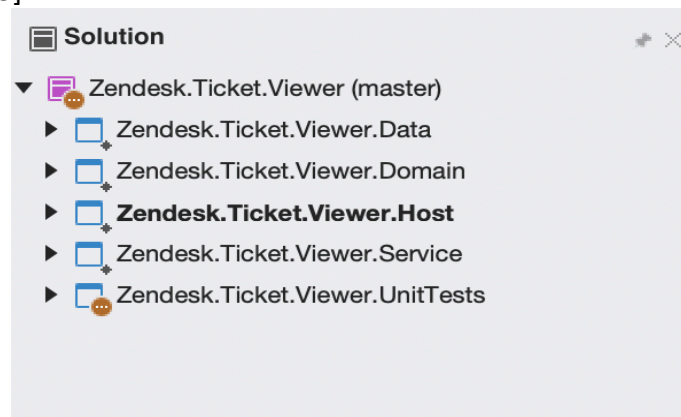 Solution
Zendesk.Ticket.Viewer (master)
Zendesk.Ticket.Viewer.Data
Zendesk.Ticket.Viewer.Domain
Zendesk.Ticket.Viewer.Host
Zendesk.Ticket.Viewer.Service
Zendesk.Ticket.Viewer.UnitTests